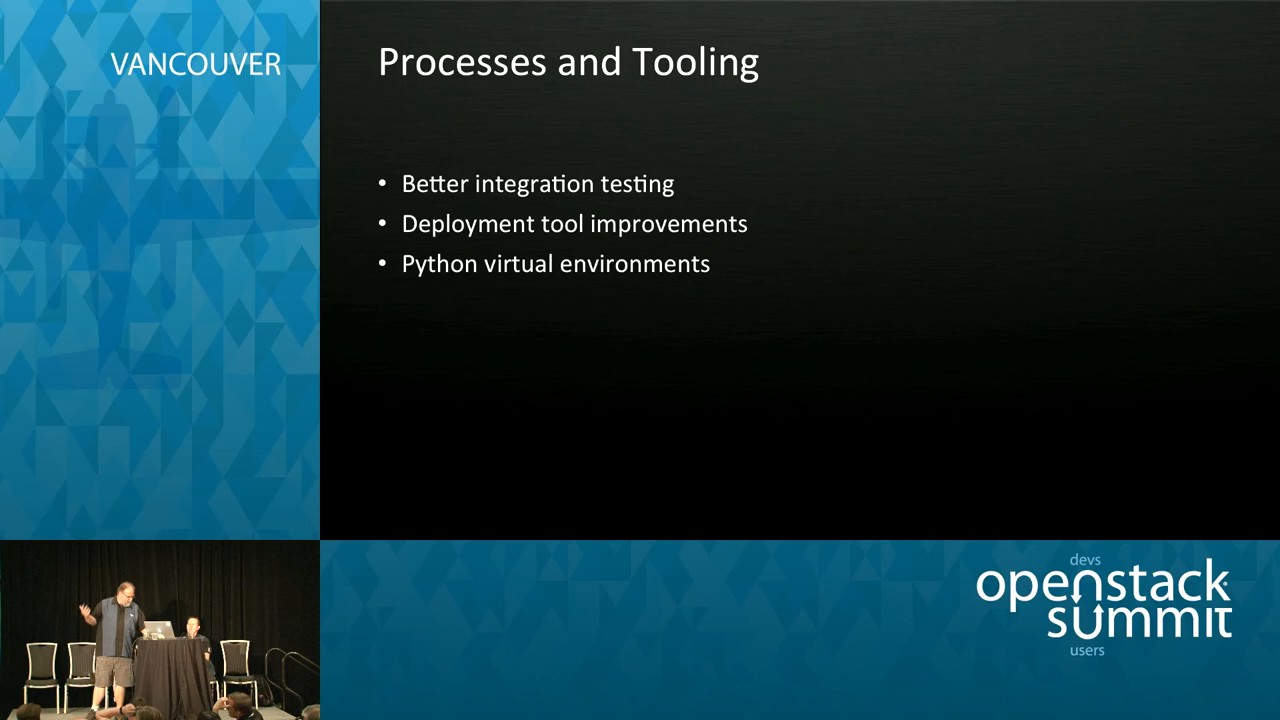 VANCOUVER
Processes and Tooling
• Better integration testing
• Deployment tool improvements
• Python virtual environments
devs
openstack
summit
users